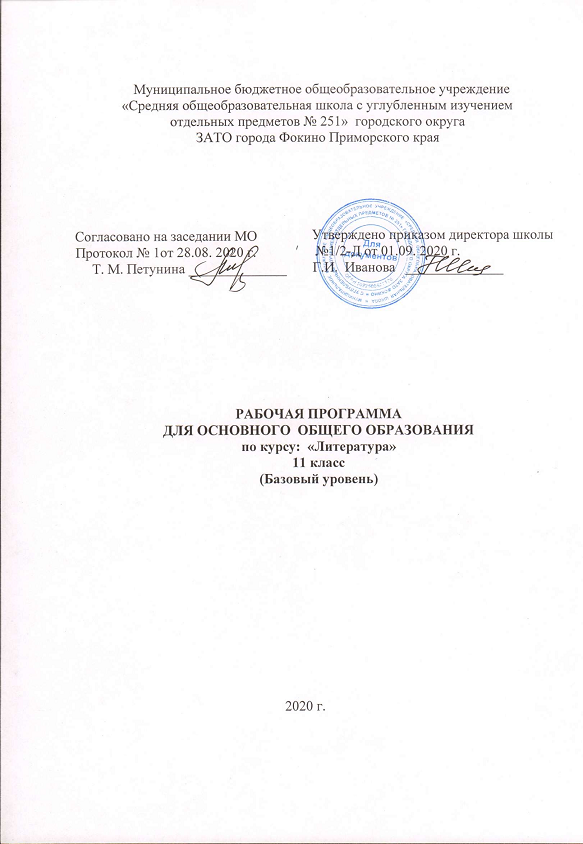 Муниципальное бюджетное общеобразовательное учреждение
«Средняя общеобразовательная школа с углубленным изучением
отдельных предметов № 251» городского округа
ЗАТО города Фокино Приморского края
Согласовано на заседании МО
Протокол № 1от 28.08. 2020 г.
Т. М. Петунина
Утверждено приказом директора школы
№1/2-Д от 01.09. 2020 г.
Г.И. Иванова
Для
документов
РАБОЧАЯ ПРОГРАММА
ДЛЯ ОСНОВНОГО ОБЩЕГО ОБРАЗОВАНИЯ
по курсу: «Литература»
11 класс
(Базовый уровень)
2020 г.